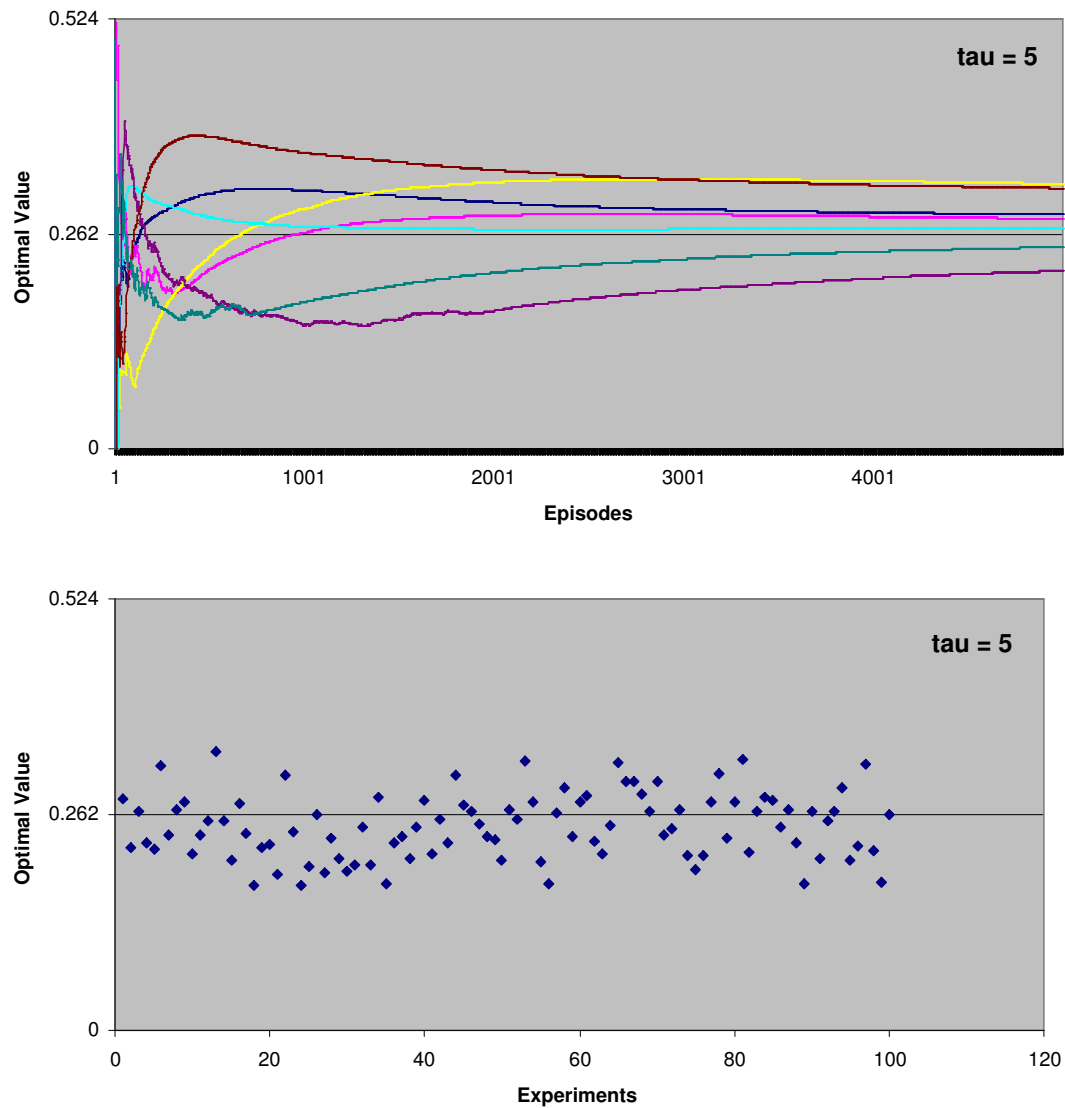 0.524
tau = 5
Optimal Value
0.262
0
1 1001 2001 3001 4001
Episodes
0.524
tau = 5
Optimal Value
0.262
0
0 20 40 60 80 100 120
Experiments